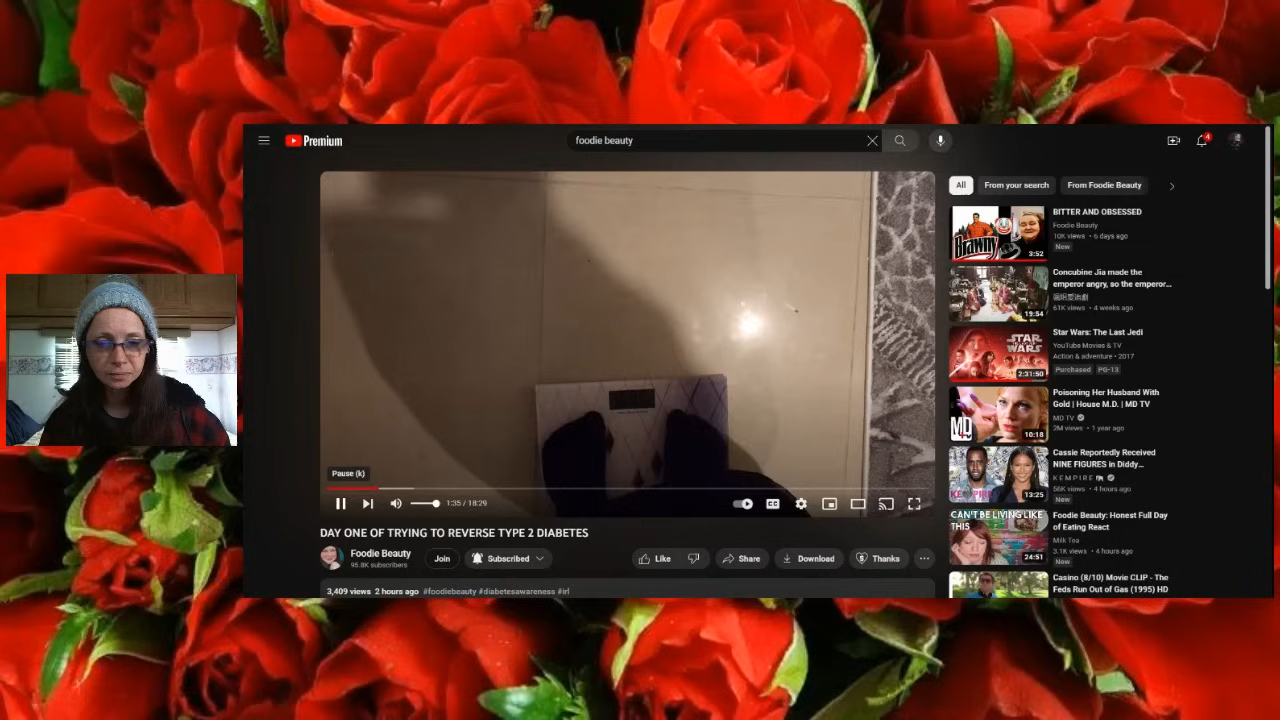 Premium
foodie beauty
4
All
From your search
From Foodie Beauty
BITTER AND OBSESSED
Foodie Beauty
10K views • 6 days ago
New
Brawny
3:52
Concubine Jia made the
emperor angry, so the emperor...
61K views • 4 weeks ago
19:54
Star Wars: The Last Jedi
YouTube Movies & TV
Action & adventure • 2017
Purchased
PG-13
STAR WARS
2:31:50
Poisoning Her Husband With
Gold | House M.D. | MD TV
MD TV
2M views • 1 year ago
MD
10:18
Cassie Reportedly Received
NINE FIGURES in Diddy...
KEMPIRE
56K views • 4 hours ago
New
13:25
CAN'T BE LIVING LIKE
THIS
Foodie Beauty: Honest Full Day
of Eating React
Milk Tea
3.1K views • 4 hours ago
New
24:51
Casino (8/10) Movie CLIP - The
Feds Run Out of Gas (1995) HD
Pause (k)
1:35 / 18:29
CC
DAY ONE OF TRYING TO REVERSE TYPE 2 DIABETES
Foodie Beauty
95.8K subscribers
Join
Subscribed
Like
Share
Download
Thanks
3,409 views 2 hours ago #foodiebeauty #diabetesawareness #irl